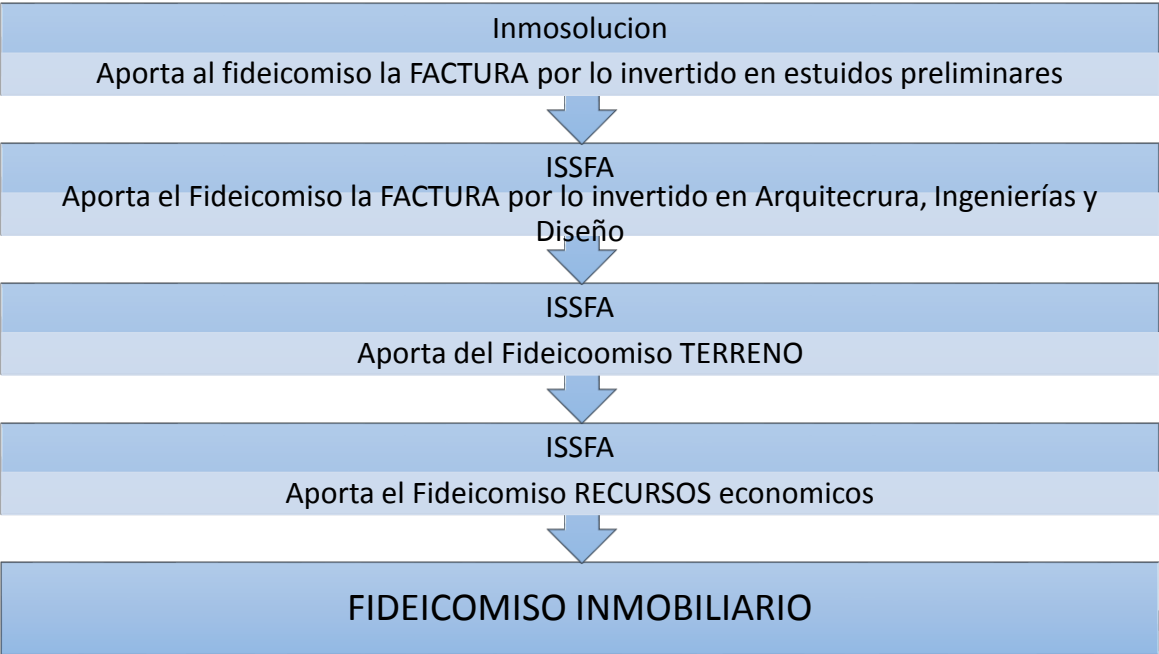 Inmosolucion
Aporta al fideicomiso la FACTURA por lo invertido en estuidos preliminares
ISSFA
Aporta el Fideicomiso la FACTURA por lo invertido en Arquitecrura, Ingenierías y
Diseño
ISSFA
Aporta del Fideicoomiso TERRENO
ISSFA
Aporta el Fideicomiso RECURSOS economicos
FIDEICOMISO INMOBILIARIO